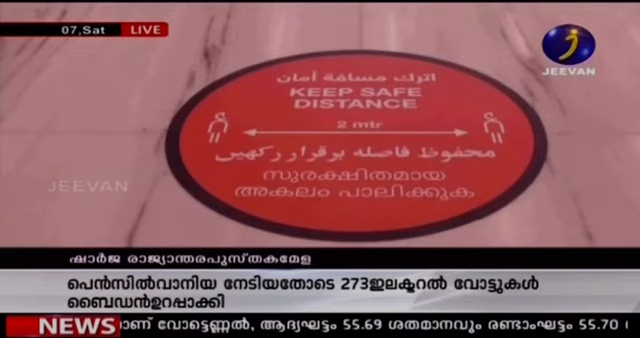 07,Sat LIVE
JEEVAN
اترك مسافة أمان
KEEP SAFE
DISTANCE
2 mtr
محفوظ فاصله برقرار رکھیں
സുരക്ഷിതമായ
അകലം പാലിക്കുക
JEEVAN
ഷാർജ രാജ്യാന്തരപുസ്തകമേള
പെൻസിൽവാനിയ നേടിയതോടെ 273ഇലക്ടറൽ വോട്ടുകൾ
ബൈഡൻഉറപ്പാക്കി
NEWS വോട്ടെണ്ണൽ, ആദ്യഘട്ടം 55.69 ശതമാനവും രണ്ടാംഘട്ടം 55.70